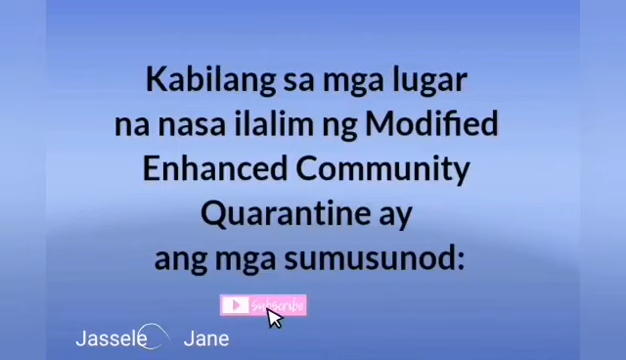 Kabilang sa mga lugar
na nasa ilalim ng Modified
Enhanced Community
Quarantine ay
ang mga sumusunod:
Subscribe
Jassele Jane